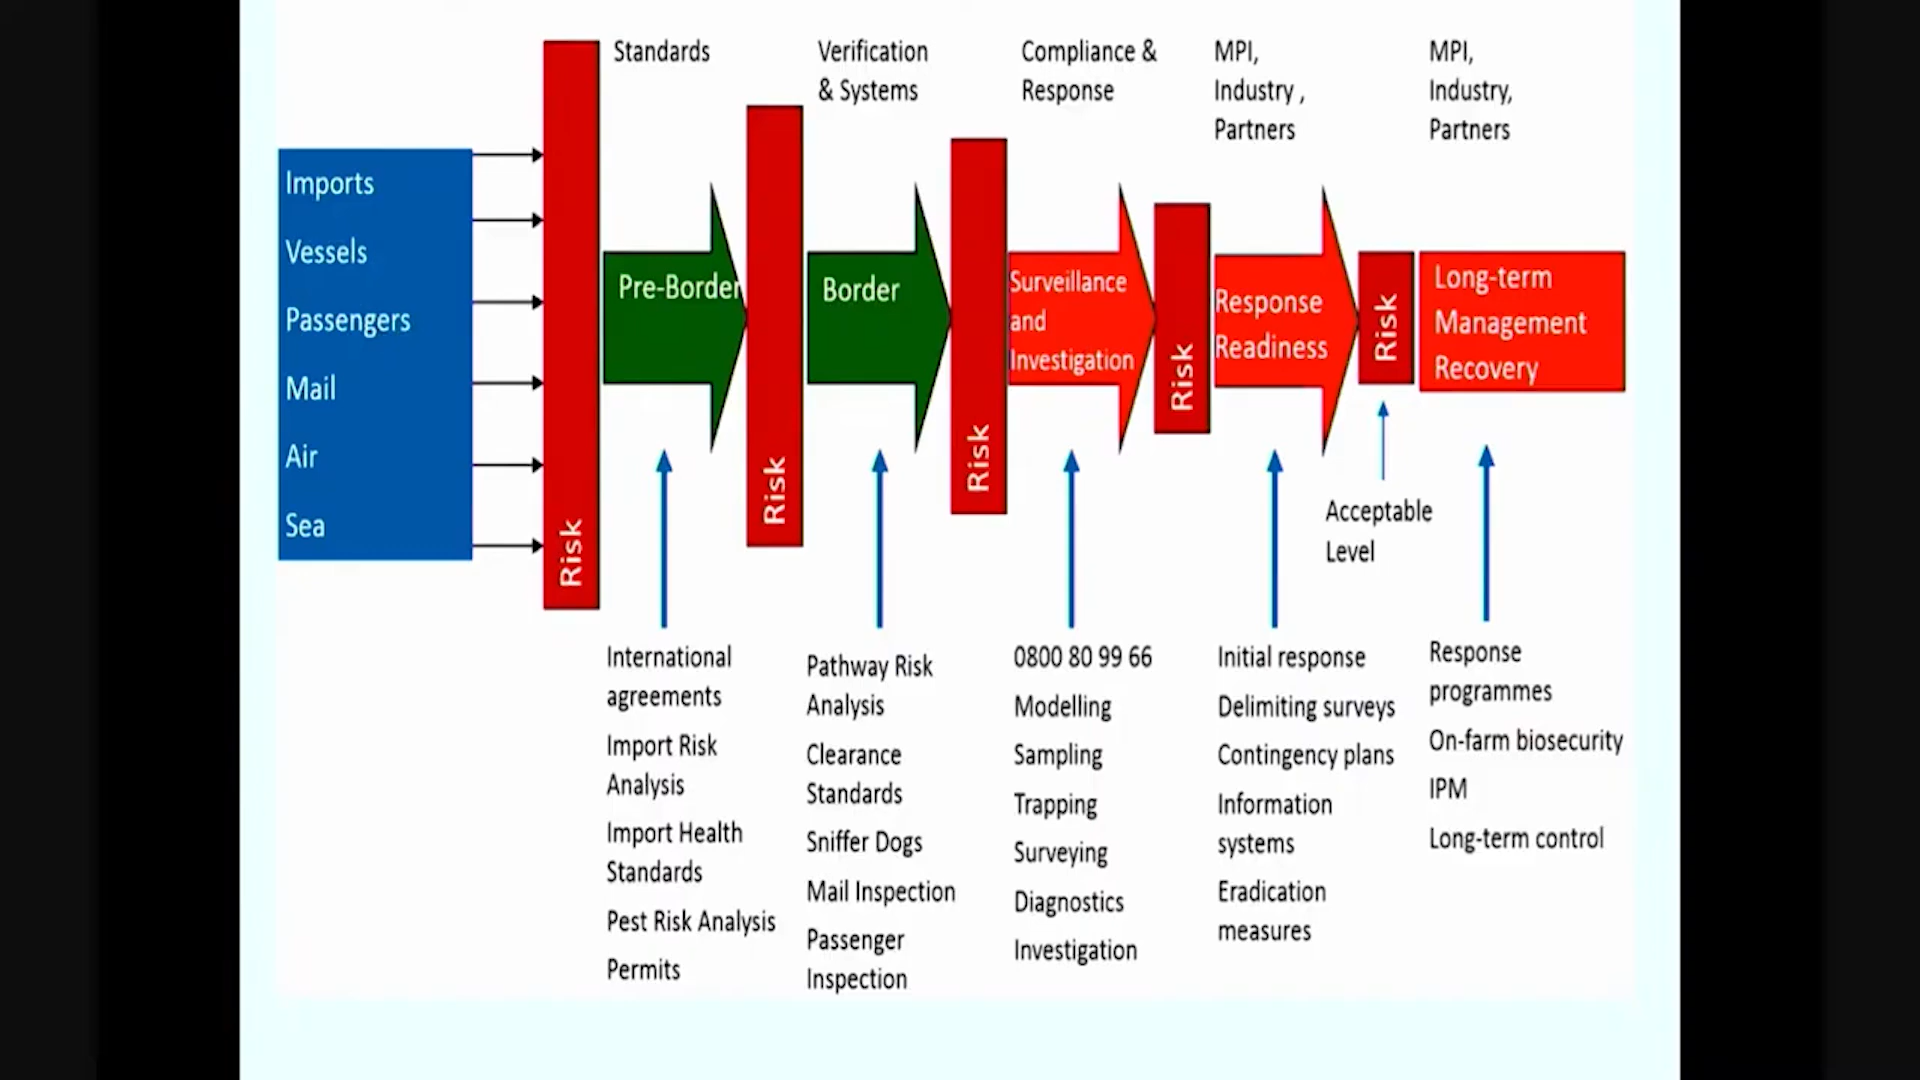 Standards
Verification
& Systems
Compliance &
Response
MPI,
Industry ,
Partners
MPI,
Industry,
Partners
Imports
Vessels
Passengers
Mail
Air
Sea
Risk
Pre-Border
Risk
Border
Risk
Surveillance
and
Investigation
Risk
Response
Readiness
Risk
Long-term
Management
Recovery
Acceptable
Level
International
agreements
Import Risk
Analysis
Import Health
Standards
Pest Risk Analysis
Permits
Pathway Risk
Analysis
Clearance
Standards
Sniffer Dogs
Mail Inspection
Passenger
Inspection
0800 80 99 66
Modelling
Sampling
Trapping
Surveying
Diagnostics
Investigation
Initial response
Delimiting surveys
Contingency plans
Information
systems
Eradication
measures
Response
programmes
On-farm biosecurity
IPM
Long-term control